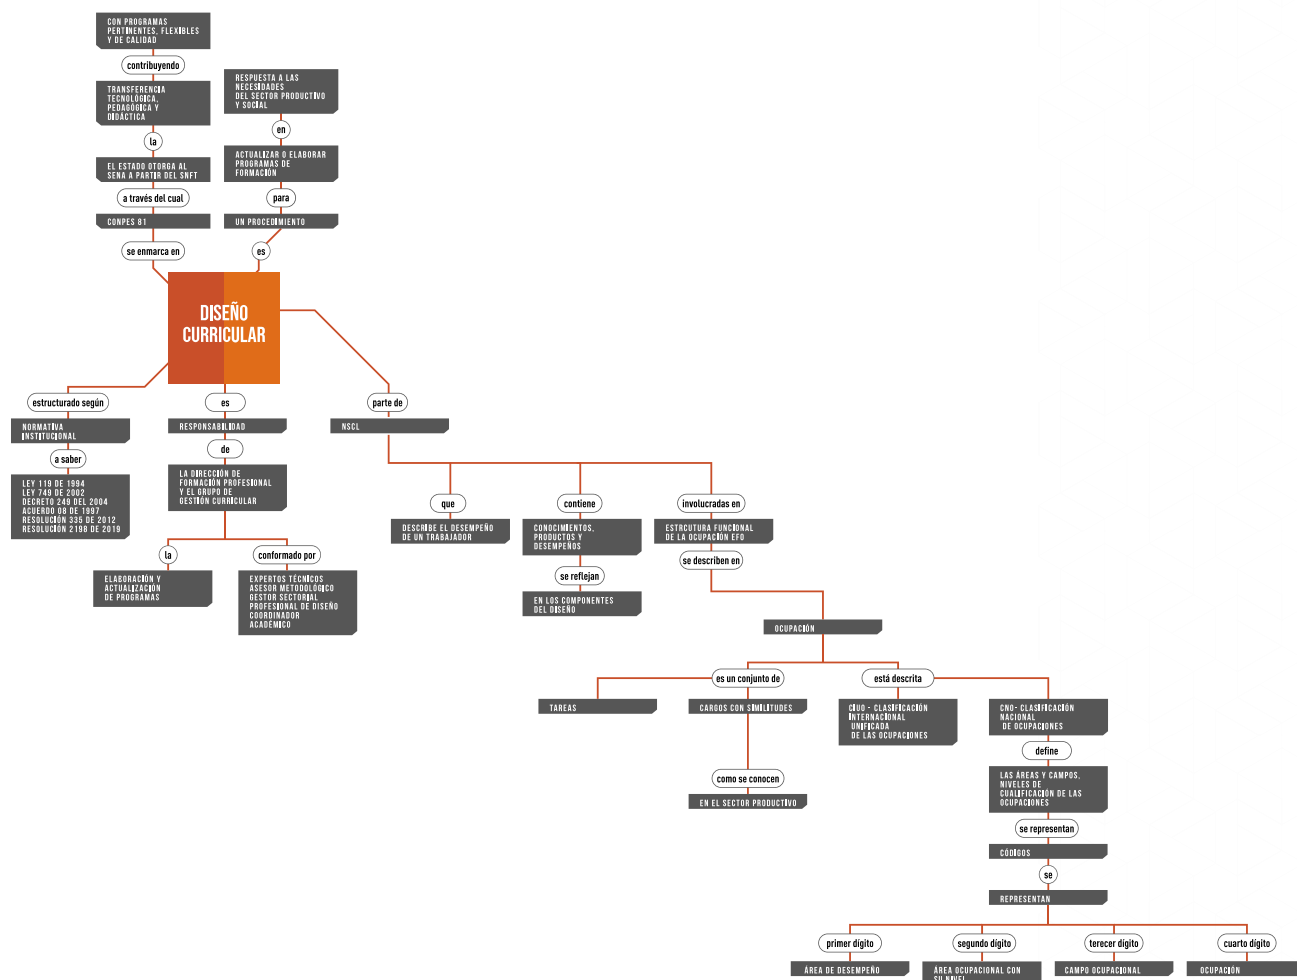 CON PROGRAMAS
PERTINENTES, FLEXIBLES
Y DE CALIDAD
contribuyendo
TRANSFERENCIA
TECNOLÓGICA,
PEDAGÓGICA Y
DIDÁCTICA
la
EL ESTADO OTORGA AL
SENA A PARTIR DEL SNFT
a través del cual
CONPES 81
se enmarca en
RESPUESTA A LAS
NECESIDADES
DEL SECTOR PRODUCTIVO
Y SOCIAL
en
ACTUALIZAR O ELABORAR
PROGRAMAS DE
FORMACIÓN
para
UN PROCEDIMIENTO
es
DISEÑO
CURRICULAR
estructurado según
NORMATIVA
INSTITUCIONAL
a saber
LEY 119 DE 1994
LEY 749 DE 2002
DECRETO 249 DEL 2004
ACUERDO 08 DE 1997
RESOLUCIÓN 335 DE 2012
RESOLUCIÓN 2198 DE 2019
es
RESPONSABILIDAD
de
LA DIRECCIÓN DE
FORMACIÓN PROFESIONAL
Y EL GRUPO DE
GESTIÓN CURRICULAR
la
ELABORACIÓN Y
ACTUALIZACIÓN
DE PROGRAMAS
conformado por
EXPERTOS TÉCNICOS
ASESOR METODOLÓGICO
GESTOR SECTORIAL
PROFESIONAL DE DISEÑO
COORDINADOR
ACADÉMICO
parte de
NSCL
que
DESCRIBE EL DESEMPEÑO
DE UN TRABAJADOR
contiene
CONOCIMIENTOS,
PRODUCTOS Y
DESEMPEÑOS
se reflejan
EN LOS COMPONENTES
DEL DISEÑO
involucradas en
ESTRCUTURA FUNCIONAL
DE LA OCUPACIÓN EFO
se describen en
OCUPACIÓN
es un conjunto de
TAREAS
CARGOS CON SIMILITUDES
como se conocen
EN EL SECTOR PRODUCTIVO
está descrita
CIUO - CLASIFICACIÓN
INTERNACIONAL
UNIFICADA
DE LAS OCUPACIONES
CNO- CLASIFICACIÓN
NACIONAL
DE OCUPACIONES
define
LAS ÁREAS Y CAMPOS,
NIVELES DE
CUALIFICACIÓN DE LAS
OCUPACIONES
se representan
CÓDIGOS
se
REPRESENTAN
primer dígito
ÁREA DE DESEMPEÑO
segundo dígito
ÁREA OCUPACIONAL CON
SU NIVEL
terecer dígito
CAMPO OCUPACIONAL
cuarto dígito
OCUPACIÓN